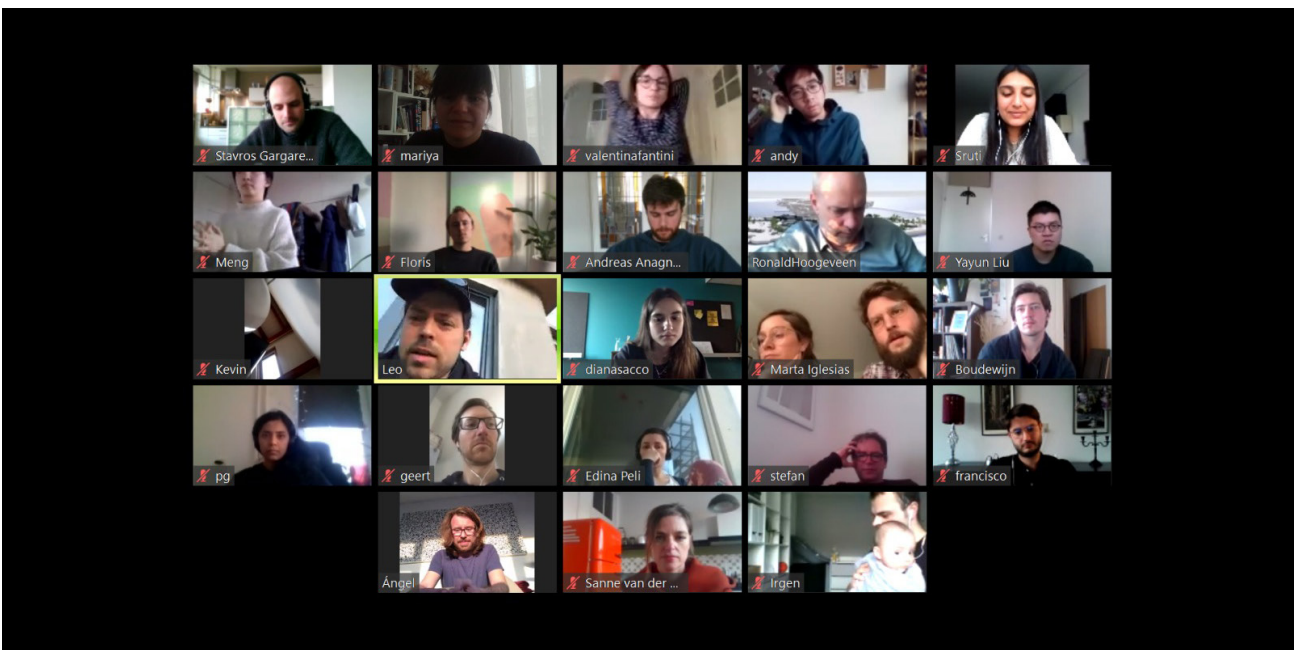 Stavros Gargare...
mariya
valentinafantini
andy
Sruti
Meng
Floris
Andreas Anagn...
RonaldHoogeveen
Yayun Liu
Kevin
Leo
dianasacco
Marta Iglesias
Boudewijn
pg
geert
Edina Peli
stefan
francisco
Ángel
Sanne van der ...
Irgen